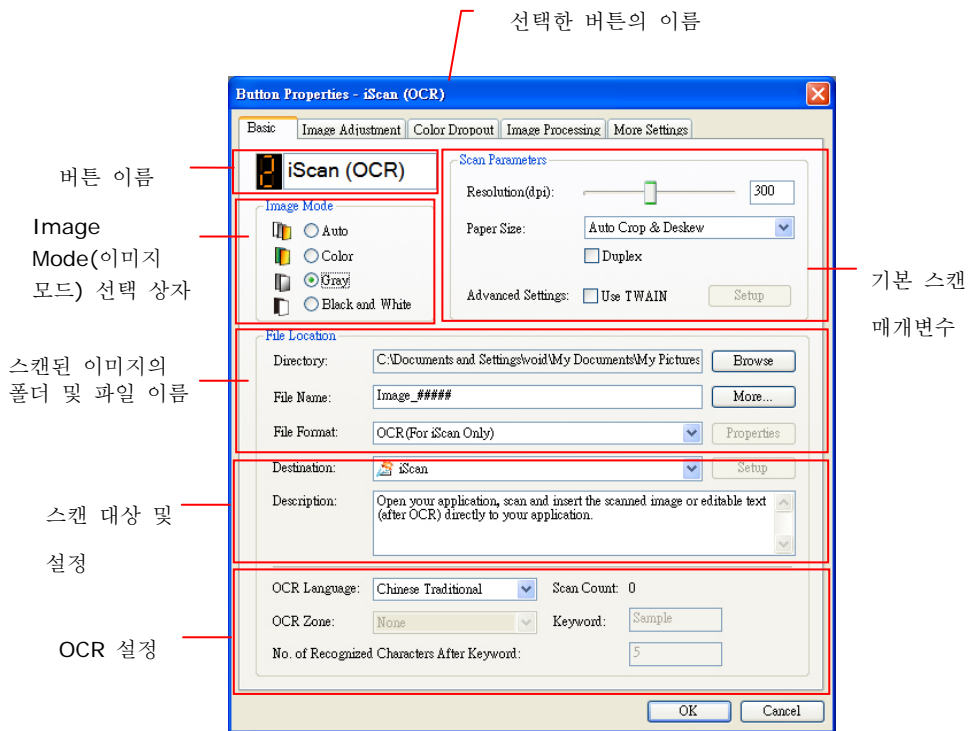 선택한 버튼의 이름
Button Properties - iScan (OCR)
Basic Image Adjustment Color Dropout Image Processing More Settings
버튼 이름
2 iScan (OCR)
Image
Mode(이미지
모드) 선택 상자
Image Mode
Auto
Color
Gray
Black and White
Scan Parameters
Resolution(dpi): 300
Paper Size: Auto Crop & Deskew
Duplex
Advanced Settings: Use TWAIN Setup
기본 스캔
매개변수
스캔된 이미지의
폴더 및 파일 이름
File Location
Directory: C:\Documents and Settings\void\My Documents\My Pictures Browse
File Name: Image_##### More...
File Format: OCR(For iScan Only) Properties
스캔 대상 및
설정
Destination: iScan Setup
Description: Open your application, scan and insert the scanned image or editable text
(after OCR) directly to your application.
OCR 설정
OCR Language: Chinese Traditional Scan Count: 0
OCR Zone: None Keyword: Sample
No. of Recognized Characters After Keyword: 5
OK Cancel